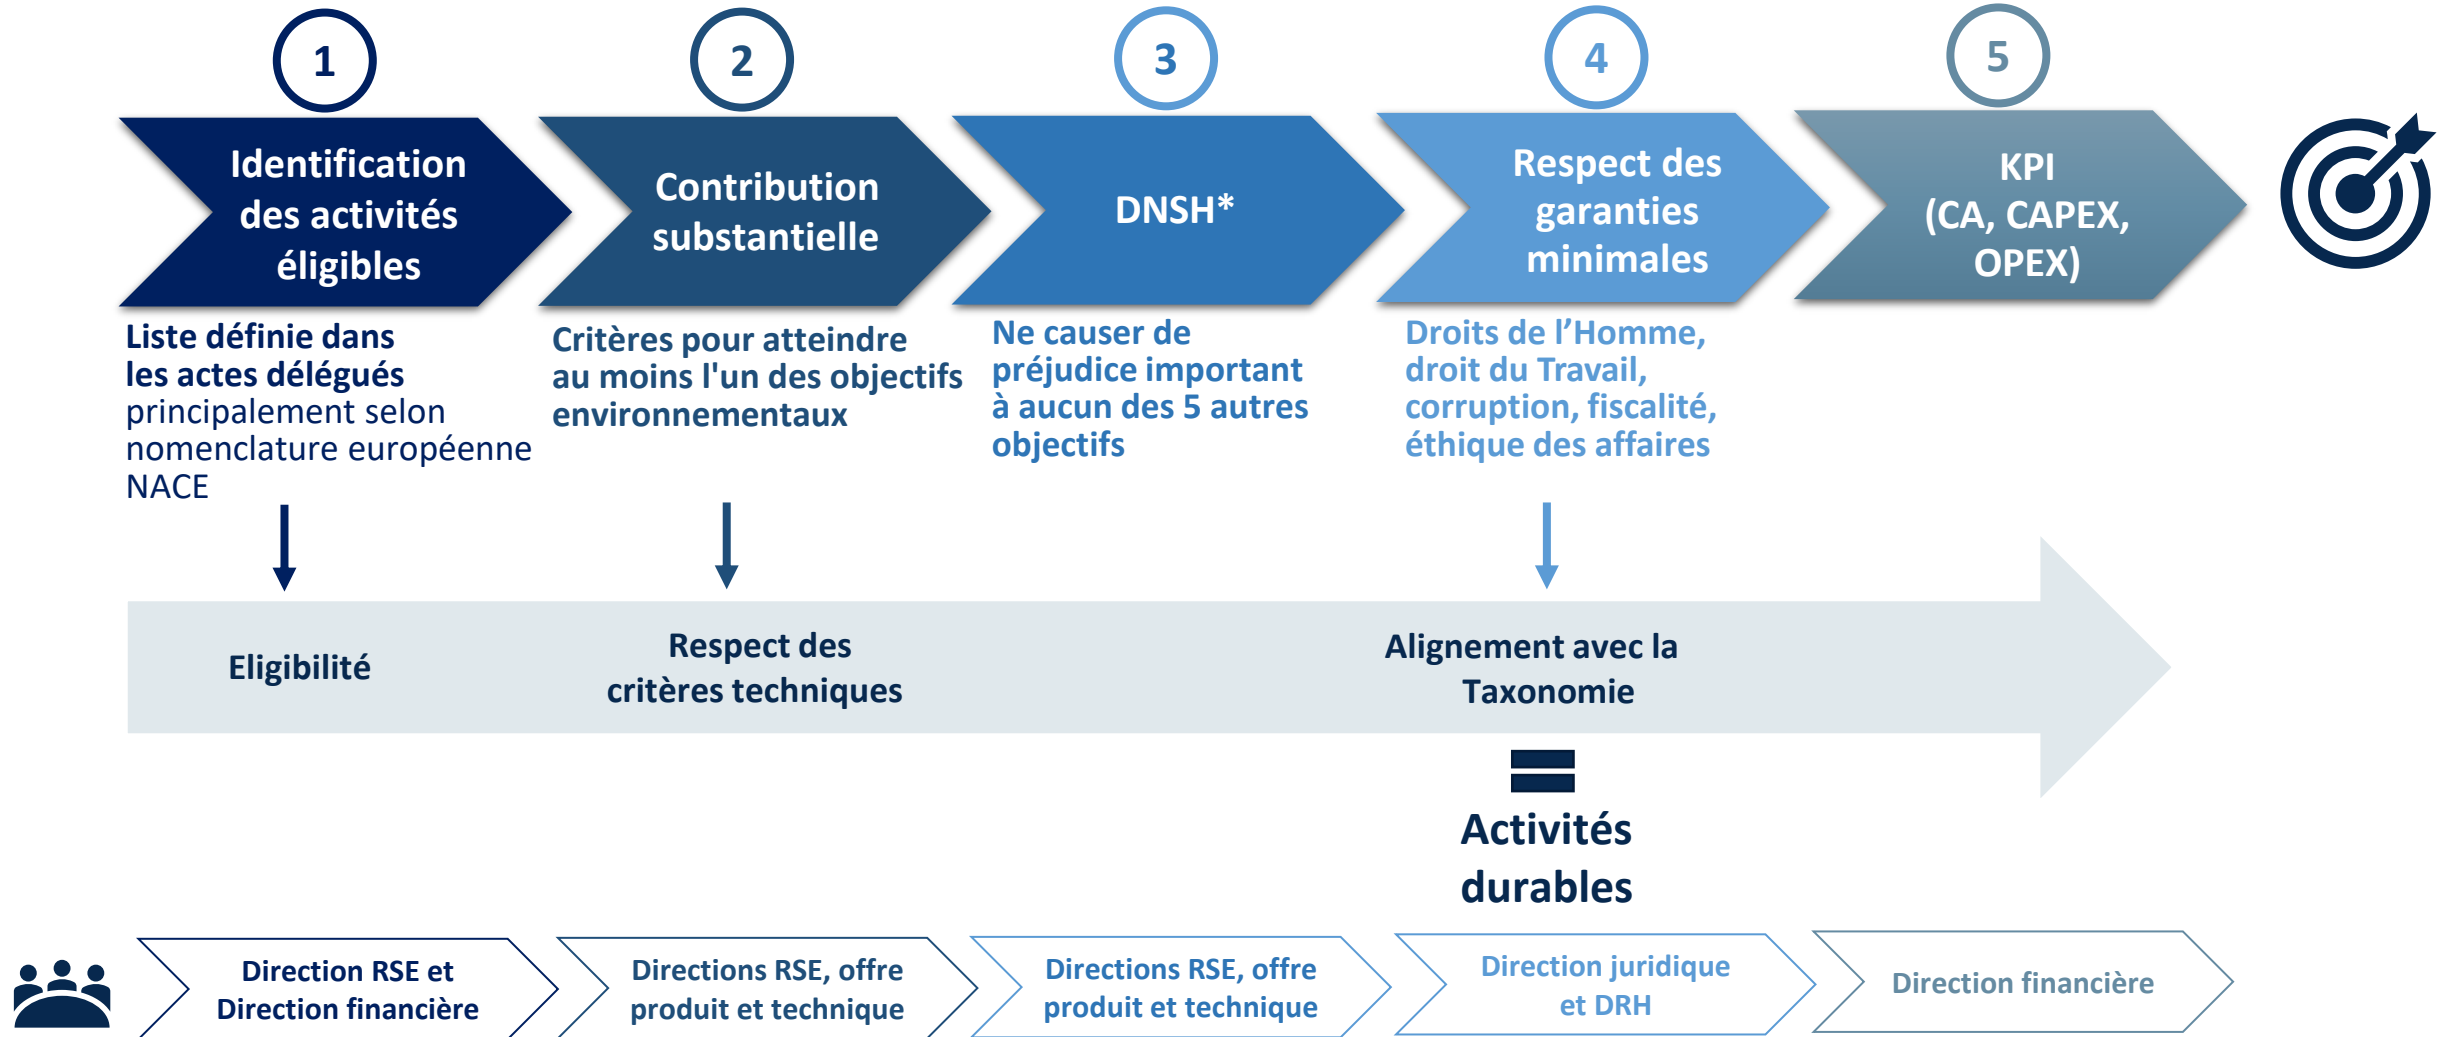 1
2
3
4
5
Identification
des activités
éligibles
Contribution
substantielle
DNSH*
Respect des
garanties
minimales
KPI
(CA, CAPEX,
OPEX)
Liste définie dans
les actes délégués
principalement selon
nomenclature européenne
NACE
Critères pour atteindre
au moins l'un des objectifs
environnementaux
Ne causer de
préjudice important
à aucun des 5 autres
objectifs
Droits de l’Homme,
droit du Travail,
corruption, fiscalité,
éthique des affaires
Eligibilité
Respect des
critères techniques
Alignement avec la
Taxonomie
Activités
durables
Direction RSE et
Direction financière
Directions RSE, offre
produit et technique
Directions RSE, offre
produit et technique
Direction juridique
et DRH
Direction financière